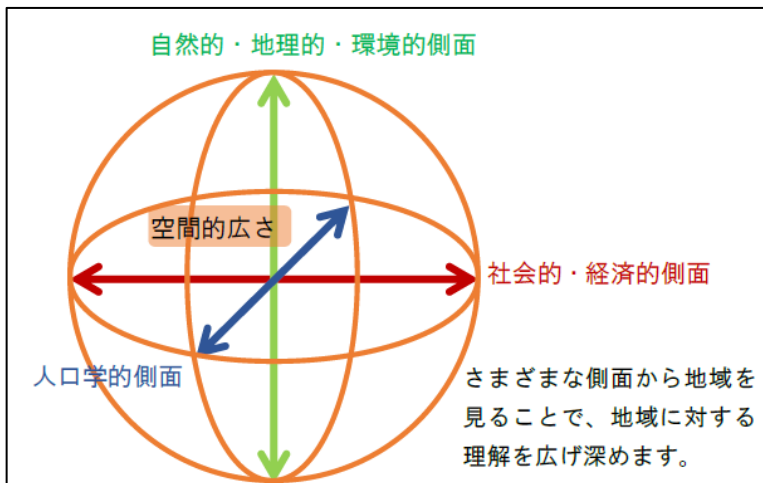 自然的・地理的・環境的側面
空間的広さ
社会的・経済的側面
人口学的側面
さまざまな側面から地域を
見ることで、地域に対する
理解を広げ深めます。